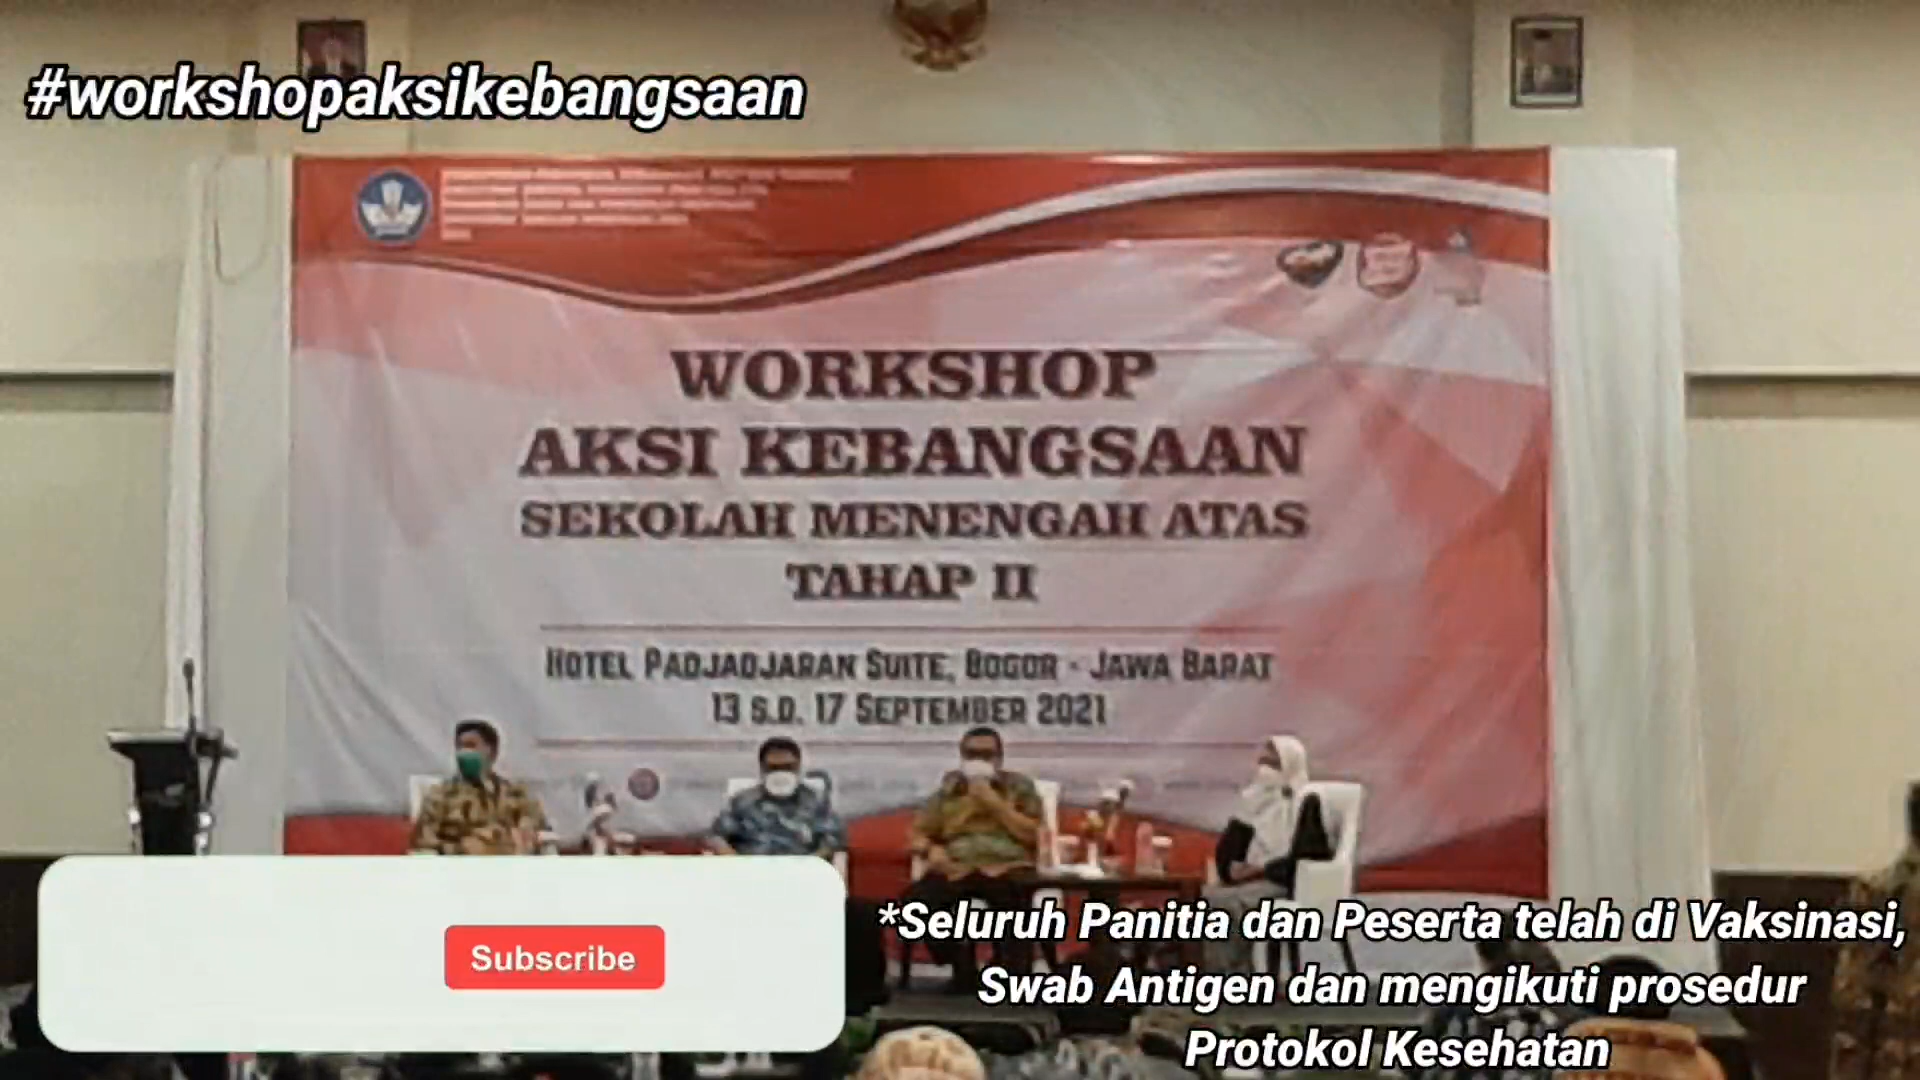 #workshopaksikebangsaan
WORKSHOP
AKSI KEBANGSAAN
SEKOLAH MENENGAH ATAS
TAHAP II
HOTEL PADJADJARAN SUITE, BOGOR - JAWA BARAT
13 S.D. 17 SEPTEMBER 2021
Subscribe
*Seluruh Panitia dan Peserta telah di Vaksinasi,
Swab Antigen dan mengikuti prosedur
Protokol Kesehatan